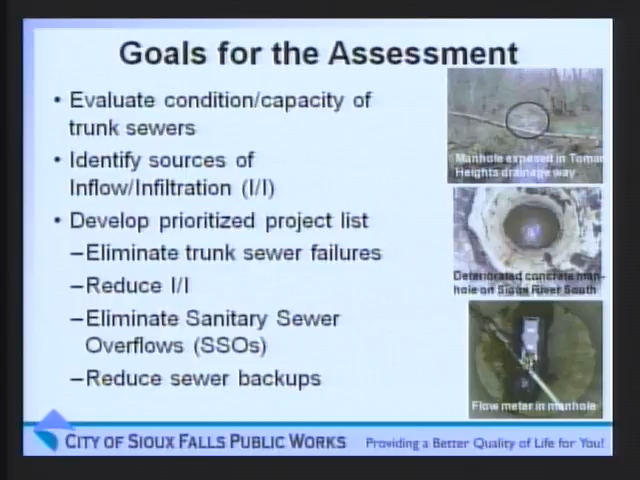 Goals for the Assessment
• Evaluate condition/capacity of
trunk sewers
• Identify sources of
Inflow/Infiltration (I/I)
• Develop prioritized project list
–Eliminate trunk sewer failures
–Reduce I/I
–Eliminate Sanitary Sewer
Overflows (SSOs)
–Reduce sewer backups
Manhole exposed in Tomar
Heights drainage way
Deteriorated concrete man-
hole on Sioux River South
Flow meter in manhole
CITY OF SIOUX FALLS PUBLIC WORKS Providing a Better Quality of Life for You!